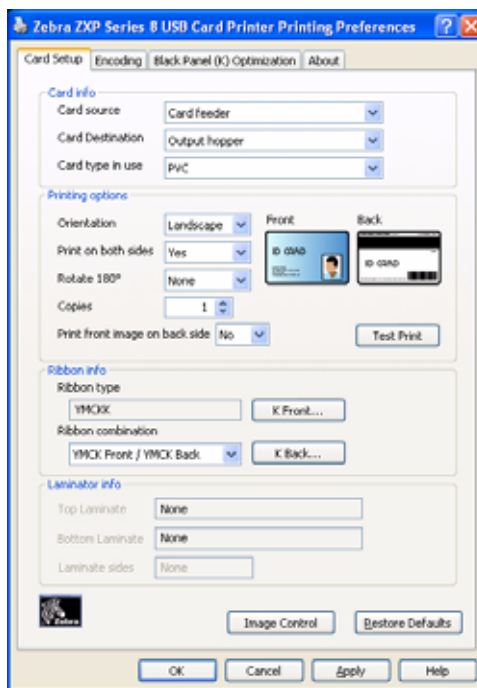 Zebra ZXP Series 8 USB Card Printer Printing Preferences
Card Setup Encoding Black Panel (K) Optimization About
Card info
Card source Card feeder
Card Destination Output hopper
Card type in use PVC
Printing options
Orientation Landscape Front Back
Print on both sides Yes
ID CARD
ID CARD
Rotate 180° None
Copies 1
Print front image on back side No Test Print
Ribbon info
Ribbon type
YMCKK K Front...
Ribbon combination
YMCK Front / YMCK Back K Back...
Laminator info
Top Laminate None
Bottom Laminate None
Laminate sides None
Zebra
Image Control Restore Defaults
OK Cancel Apply Help